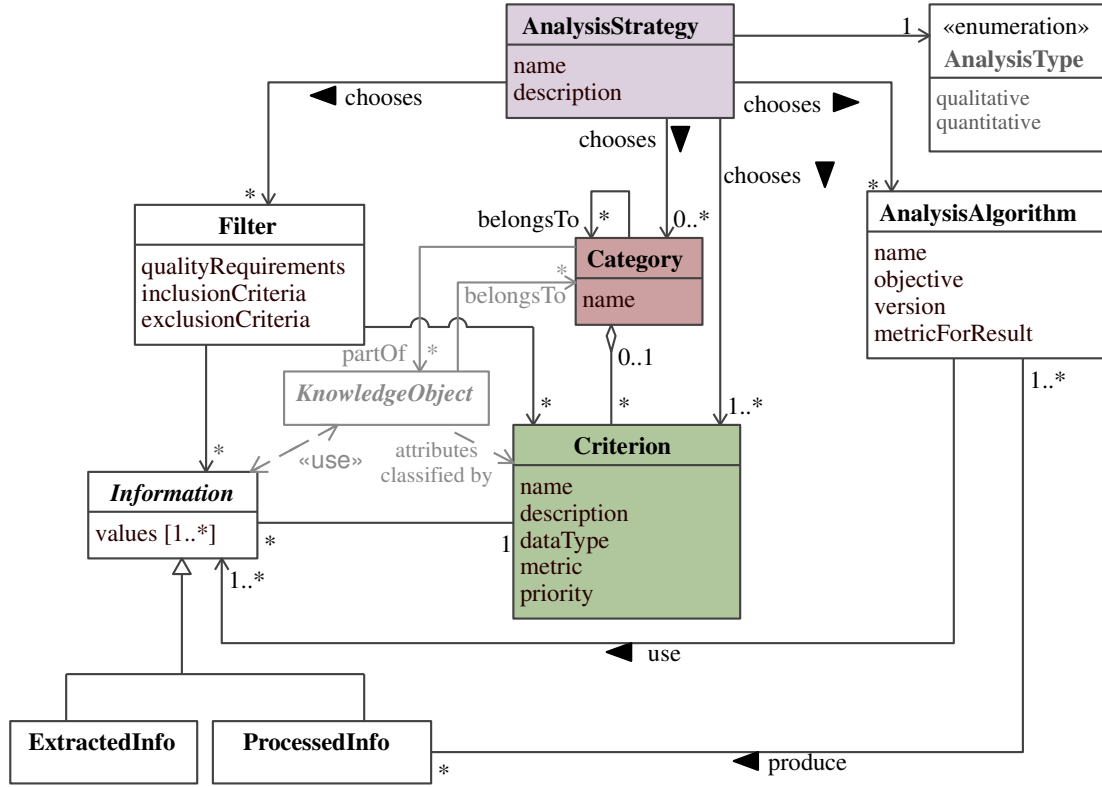 AnalysisStrategy
name
description
1
«enumeration»
AnalysisType
qualitative
quantitative
chooses
chooses
chooses
chooses
*
Filter
qualityRequirements
inclusionCriteria
exclusionCriteria
belongsTo
*
0..*
Category
name
*
AnalysisAlgorithm
name
objective
version
metricForResult
*
belongsTo
partOf
*
0..1
KnowledgeObject
1..*
*
*
1..*
*
«use»
attributes
classified by
Criterion
name
description
dataType
metric
priority
Information
values [1..*]
*
1
1..*
use
ExtractedInfo
ProcessedInfo
*
produce